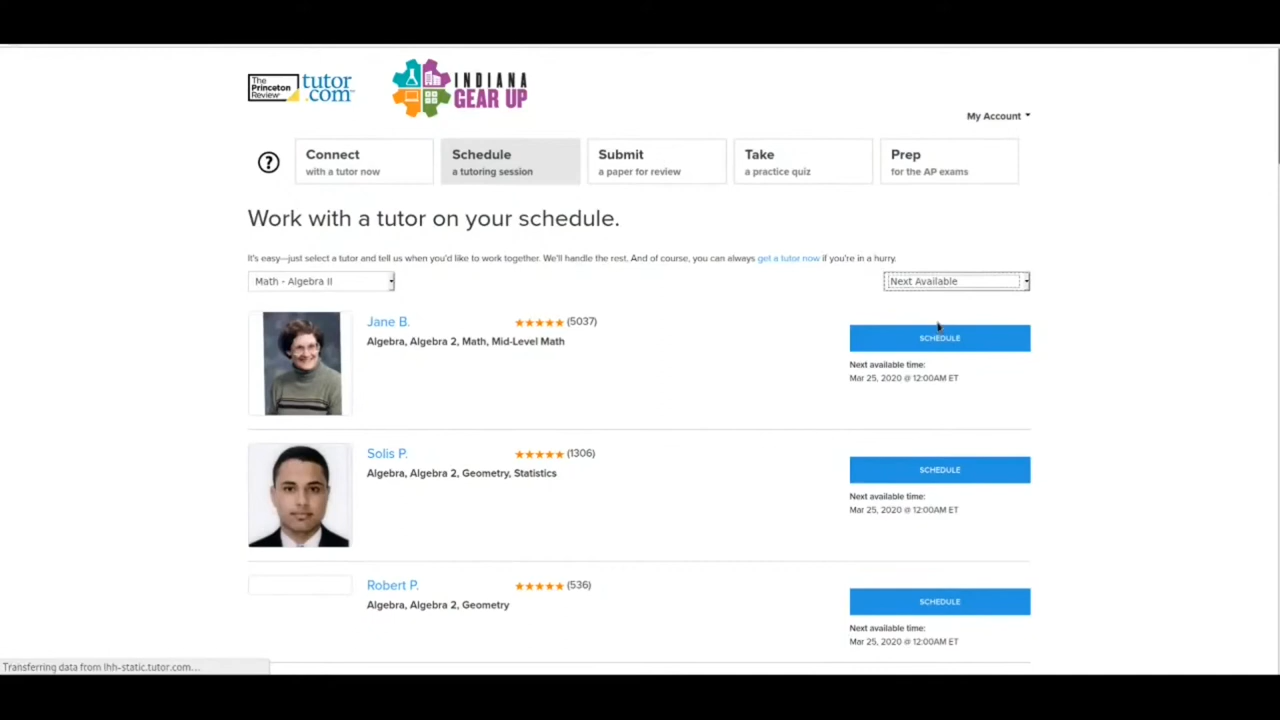 The
Princeton
Review
tutor
.com™
INDIANA
GEAR UP
My Account
?
Connect
with a tutor now
Schedule
a tutoring session
Submit
a paper for review
Take
a practice quiz
Prep
for the AP exams
Work with a tutor on your schedule.
It's easy—just select a tutor and tell us when you'd like to work together. We'll handle the rest. And of course, you can always get a tutor now if you're in a hurry.
Math - Algebra II
Next Available
Jane B.
(5037)
Algebra, Algebra 2, Math, Mid-Level Math
SCHEDULE
Next available time:
Mar 25, 2020 @ 12:00AM ET
Solis P.
(1306)
Algebra, Algebra 2, Geometry, Statistics
SCHEDULE
Next available time:
Mar 25, 2020 @ 12:00AM ET
Robert P.
(536)
Algebra, Algebra 2, Geometry
SCHEDULE
Next available time:
Mar 25, 2020 @ 12:00AM ET
Transferring data from lhh-static.tutor.com...